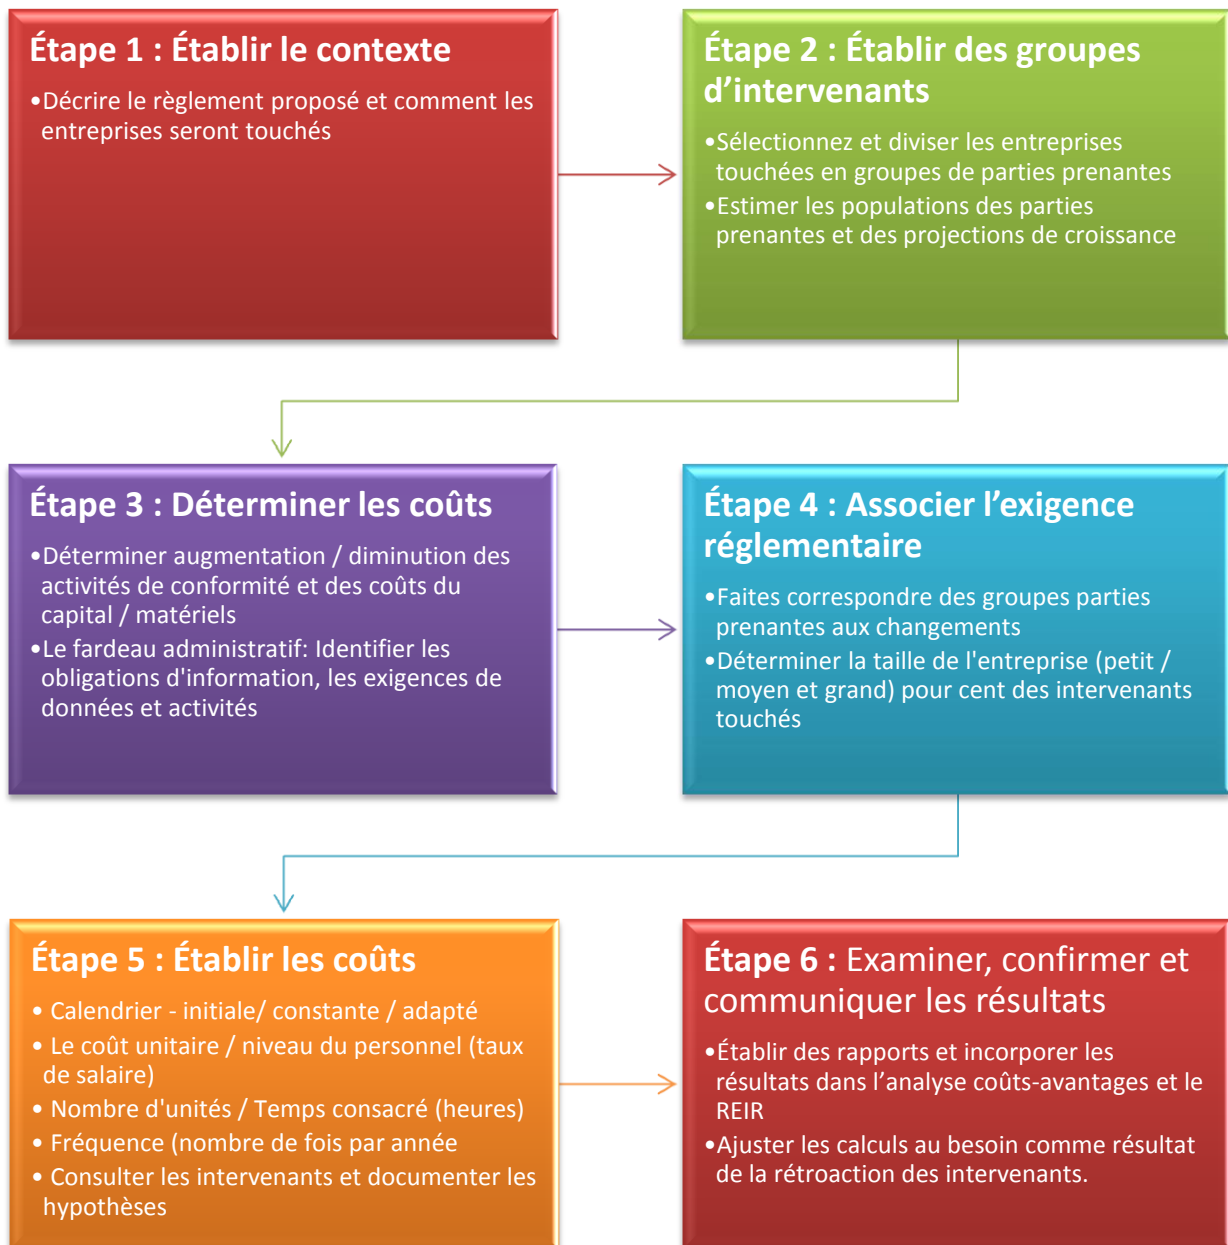 Étape 1 : Établir le contexte
•Décrire le règlement proposé et comment les
entreprises seront touchés
Étape 2 : Établir des groupes
d’intervenants
•Sélectionnez et diviser les entreprises
touchées en groupes de parties prenantes
•Estimer les populations des parties
prenantes et des projections de croissance
Étape 3 : Déterminer les coûts
•Déterminer augmentation / diminution des
activités de conformité et des coûts du
capital / matériels
•Le fardeau administratif: Identifier les
obligations d'information, les exigences de
données et activités
Étape 4 : Associer l’exigence
réglementaire
•Faites correspondre des groupes parties
prenantes aux changements
•Déterminer la taille de l'entreprise (petit /
moyen et grand) pour cent des intervenants
touchés
Étape 5 : Établir les coûts
• Calendrier - initiale/ constante / adapté
• Le coût unitaire / niveau du personnel (taux
de salaire)
• Nombre d'unités / Temps consacré (heures)
• Fréquence (nombre de fois par année
• Consulter les intervenants et documenter les
hypothèses
Étape 6 : Examiner, confirmer et
communiquer les résultats
•Établir des rapports et incorporer les
résultats dans l’analyse coûts-avantages et le
REIR
•Ajuster les calculs au besoin comme résultat
de la rétroaction des intervenants.